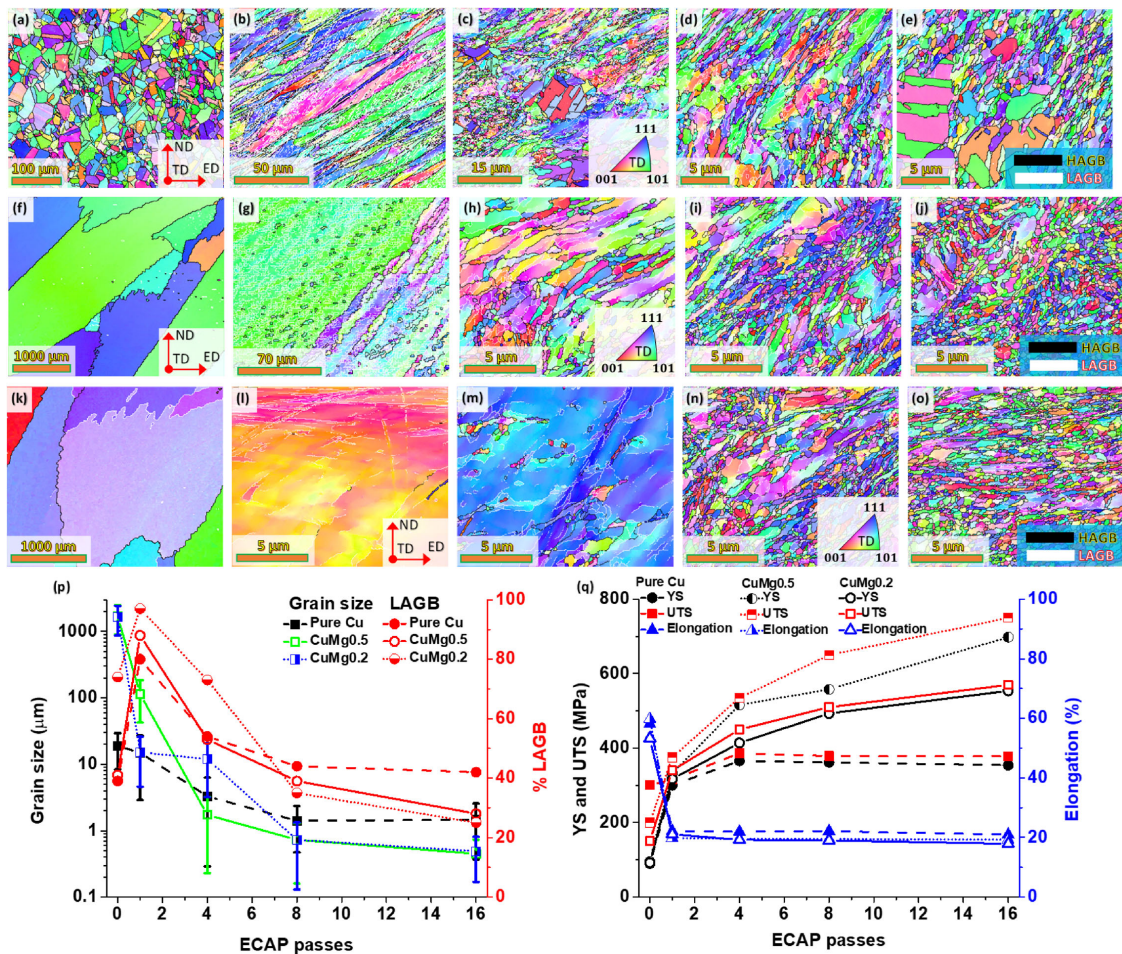 (a)
ND
TD
ED
100 μm
(b)
50 μm
(c)
15 μm
111
TD
001
101
(d)
5 μm
(e)
5 μm
HAGB
LAGB
(f)
ND
TD
ED
1000 μm
(g)
70 μm
(h)
5 μm
111
TD
001
101
(i)
5 μm
(j)
5 μm
HAGB
LAGB
(k)
1000 μm
(l)
5 μm
ND
TD
ED
(m)
5 μm
(n)
5 μm
111
TD
001
101
(o)
5 μm
HAGB
LAGB
(p)
Grain size LAGB
Pure Cu Pure Cu
CuMg0.5 CuMg0.5
CuMg0.2 CuMg0.2
Grain size (μm)
1000
100
10
1
0.1
% LAGB
100
80
60
40
20
0
0 2 4 6 8 10 12 14 16
ECAP passes
(q)
Pure Cu CuMg0.5 CuMg0.2
YS YS YS
UTS UTS UTS
Elongation Elongation Elongation
YS and UTS (MPa)
800
600
400
200
0
Elongation (%)
100
80
60
40
20
0
0 2 4 6 8 10 12 14 16
ECAP passes